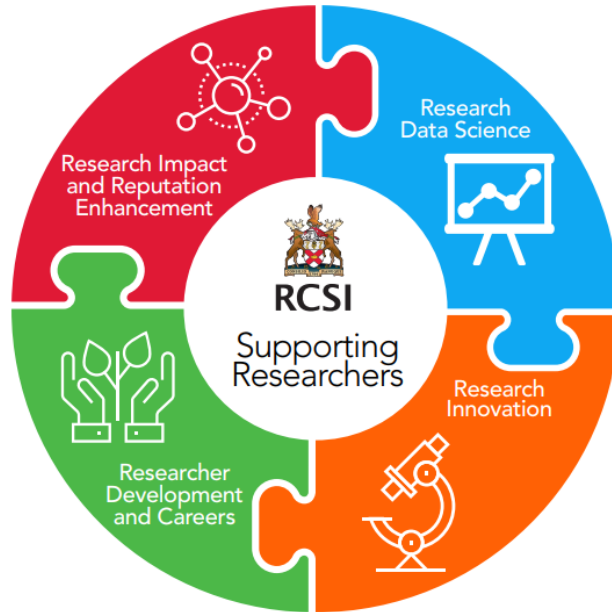 Research Impact
and Reputation
Enhancement
Research
Data Science
RCSI
Supporting
Researchers
Research
Innovation
Researcher
Development
and Careers